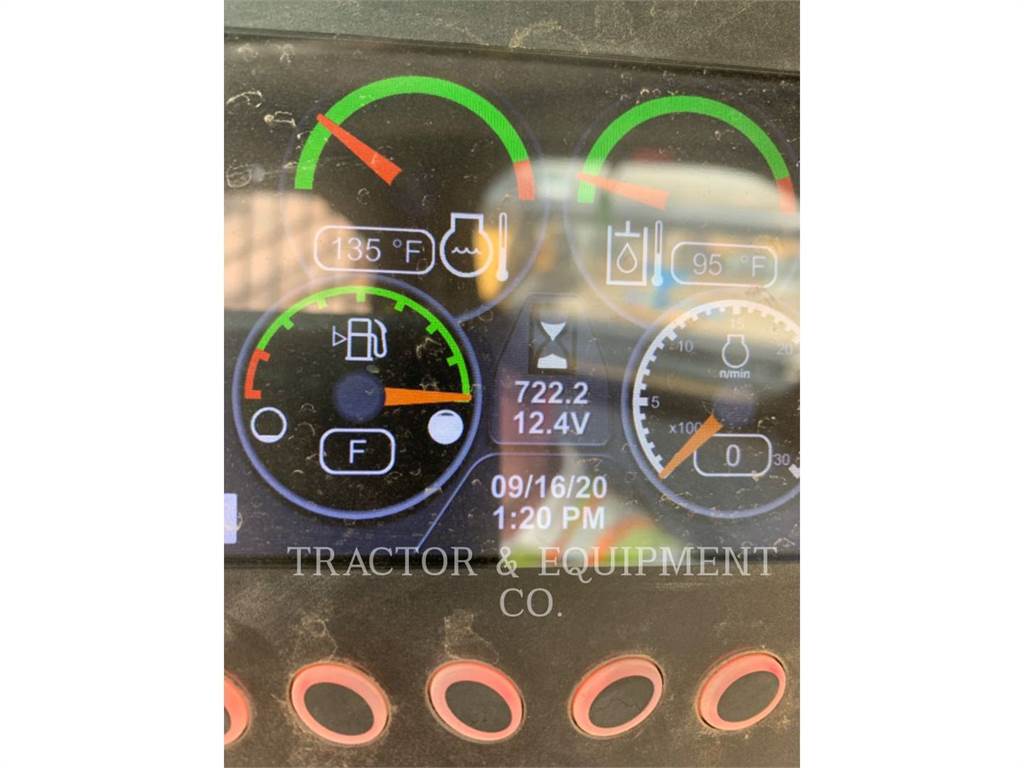 135 °F
95 °F
15
10
20
n/min
5
x100
0
30
722.2
12.4V
F
09/16/20
1:20 PM
TRACTOR & EQUIPMENT
CO.